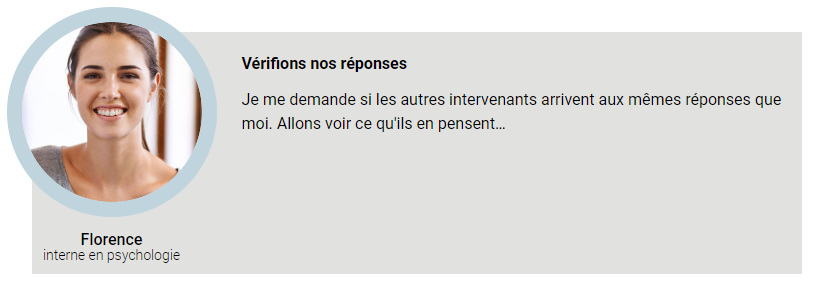 Vérifions nos réponses
Je me demande si les autres intervenants arrivent aux mêmes réponses que
moi. Allons voir ce qu'ils en pensent...
Florence
interne en psychologie